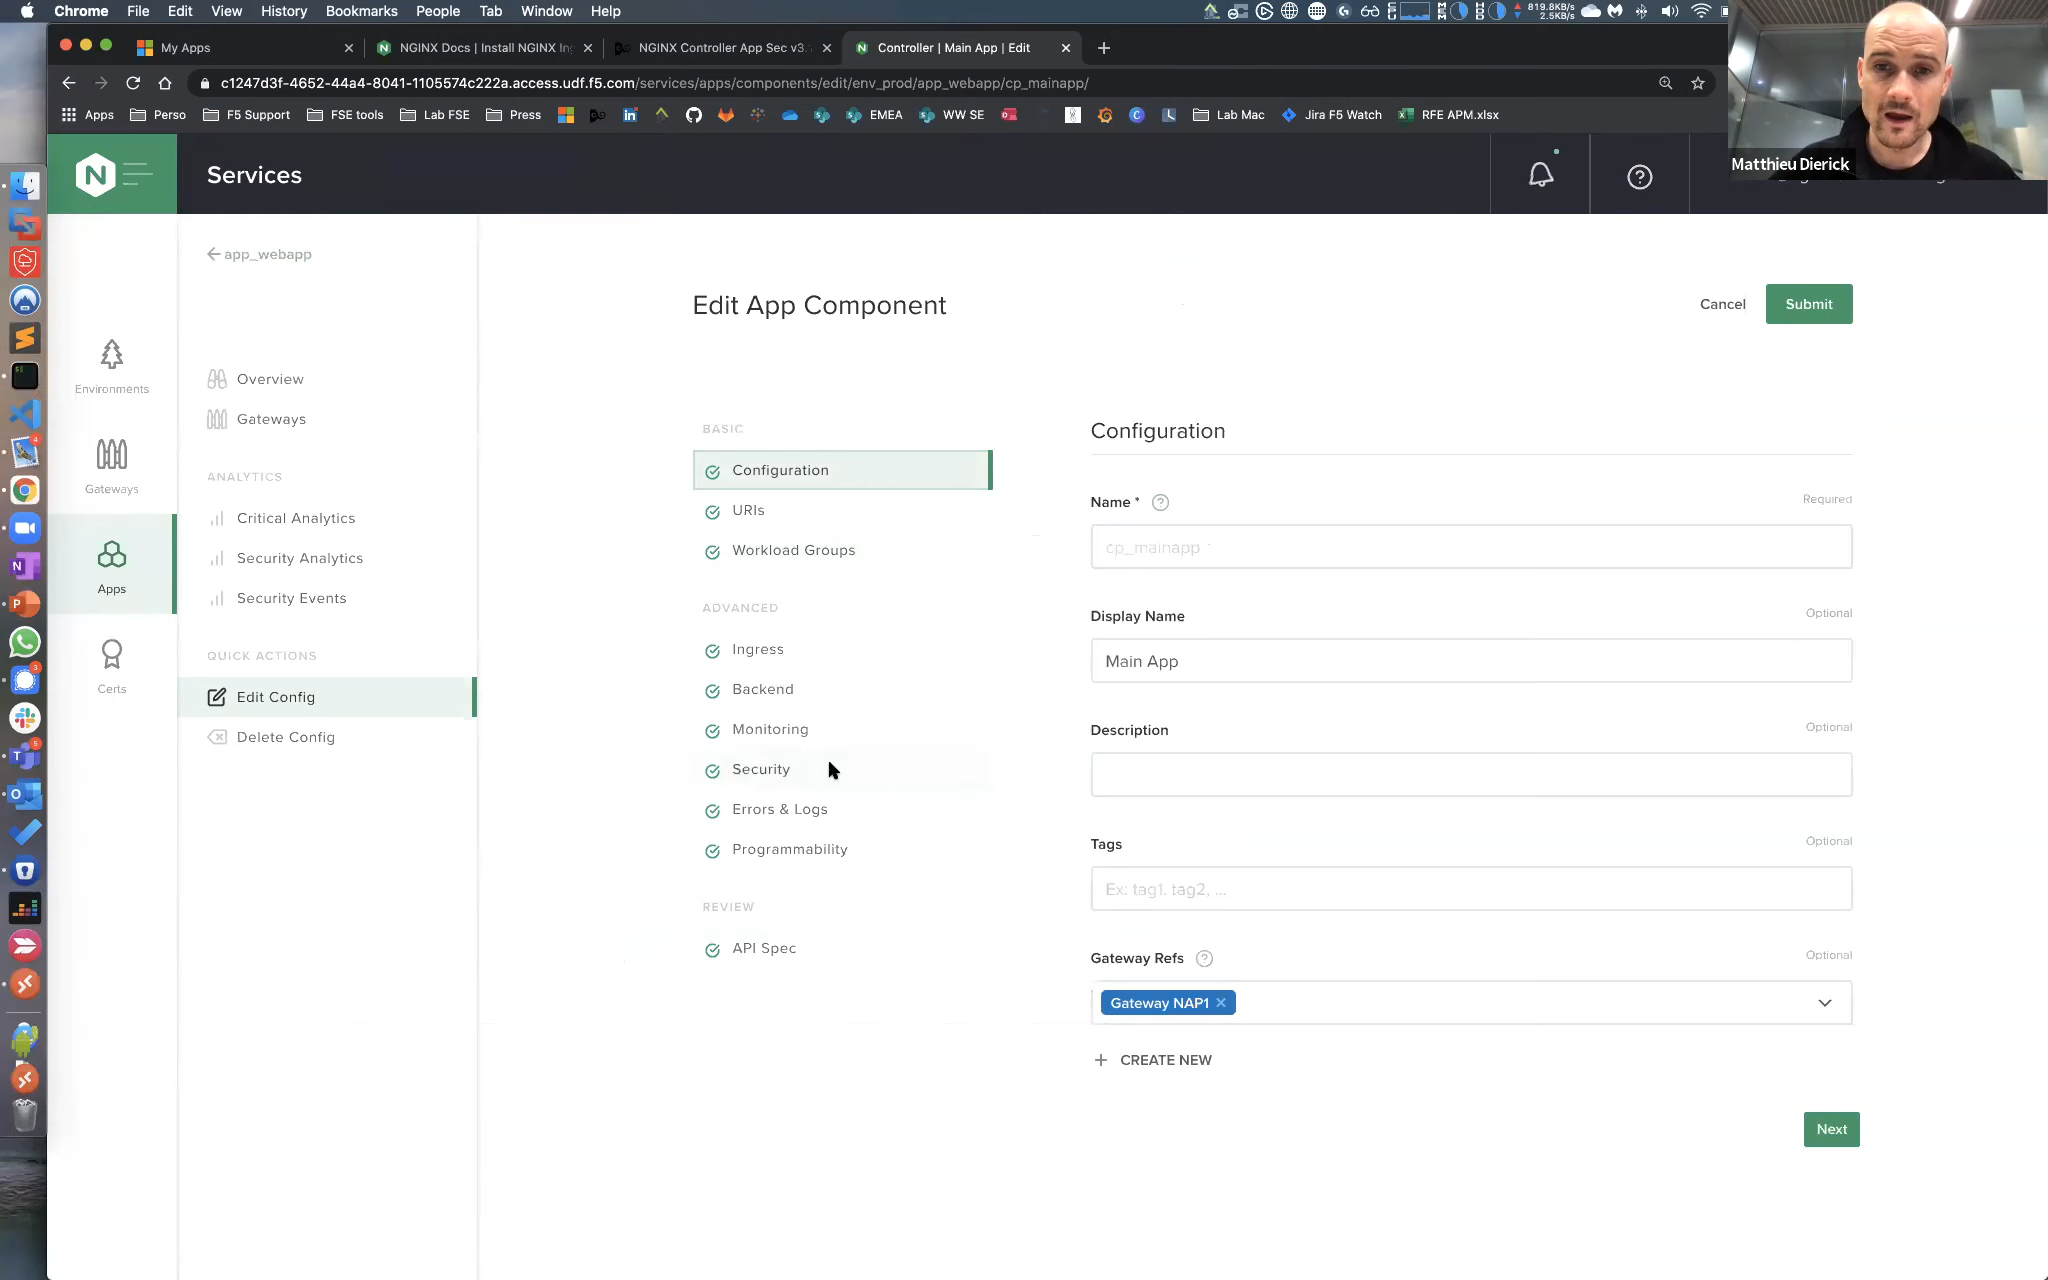 Chrome File Edit View History Bookmarks People Tab Window Help
819.8KB/s
2.5KB/s
My Apps
NGINX Docs | Install NGINX In
NGINX Controller App Sec v3.
Controller | Main App | Edit
c1247d3f-4652-44a4-8041-1105574c222a.access.udf.f5.com/services/apps/components/edit/env_prod/app_webapp/cp_mainapp/
Apps Perso F5 Support FSE tools Lab FSE Press EMEA WW SE Lab Mac Jira F5 Watch RFE APM.xlsx
Matthieu Dierick
Services
app_webapp
Environments
Gateways
Apps
Certs
Overview
Gateways
ANALYTICS
Critical Analytics
Security Analytics
Security Events
QUICK ACTIONS
Edit Config
Delete Config
Edit App Component
Cancel
Submit
BASIC
Configuration
URIs
Workload Groups
ADVANCED
Ingress
Backend
Monitoring
Security
Errors & Logs
Programmability
REVIEW
API Spec
Configuration
Name *
Required
cp_mainapp
Display Name
Optional
Main App
Description
Optional
Tags
Optional
Ex: tag1, tag2, ...
Gateway Refs
Optional
Gateway NAP1
CREATE NEW
Next